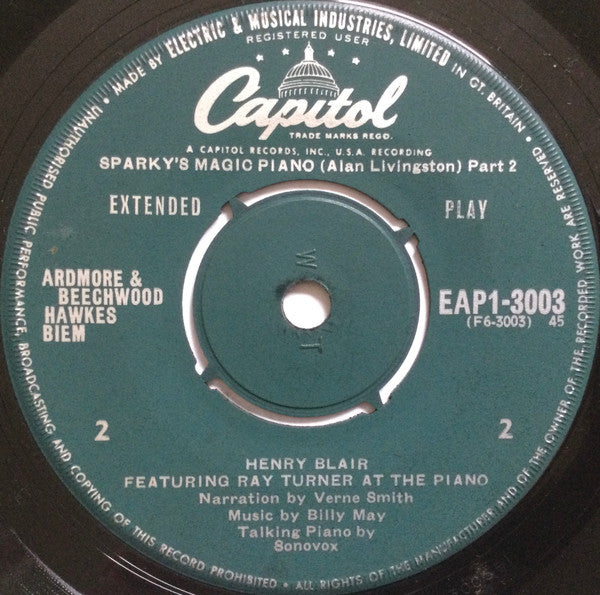 • MADE BY ELECTRIC & MUSICAL INDUSTRIES, LIMITED IN GT. BRITAIN •
REGISTERED USER
Capitol
TRADE MARKS REGD.
A CAPITOL RECORDS, INC., U.S.A. RECORDING
SPARKY'S MAGIC PIANO (Alan Livingston) Part 2
EXTENDED PLAY
ARDMORE &
BEECHWOOD
HAWKES
BIEM
EAP1-3003
(F6-3003) 45
2 2
HENRY BLAIR
FEATURING RAY TURNER AT THE PIANO
Narration by Verne Smith
Music by Billy May
Talking Piano by
Sonovox
UNAUTHORISED PUBLIC PERFORMANCE, BROADCASTING AND COPYING OF THIS RECORD PROHIBITED • ALL RIGHTS OF THE MANUFACTURER AND OF THE OWNER OF THE RECORDED WORK ARE RESERVED.